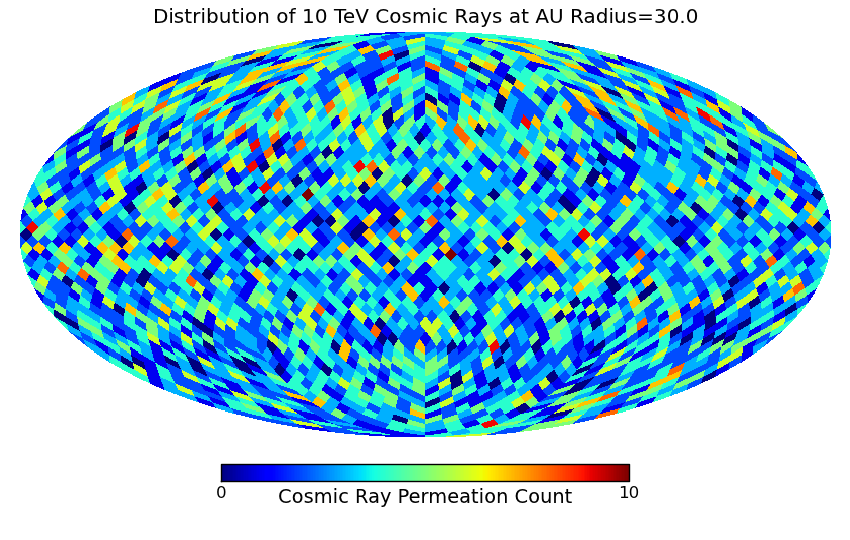 Distribution of 10 TeV Cosmic Rays at AU Radius=30.0
0 10
Cosmic Ray Permeation Count